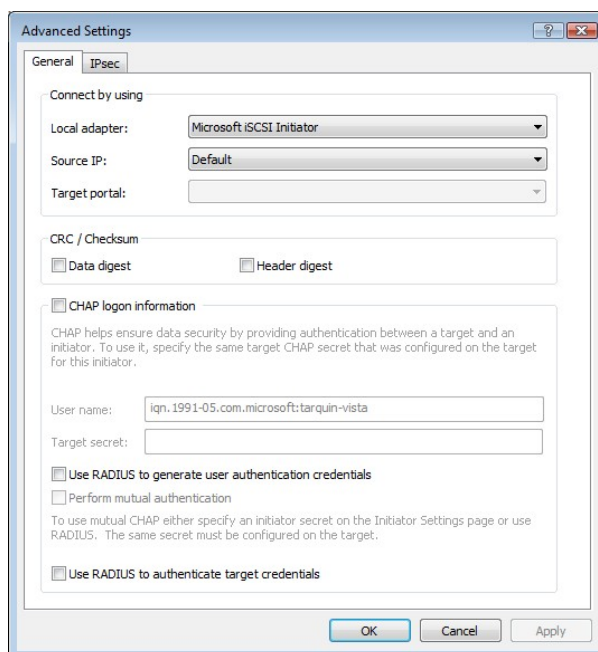 Advanced Settings
General
IPsec
Connect by using
Local adapter:
Microsoft iSCSI Initiator
Source IP:
Default
Target portal:
CRC / Checksum
Data digest
Header digest
CHAP logon information
CHAP helps ensure data security by providing authentication between a target and an
initiator. To use it, specify the same target CHAP secret that was configured on the target
for this initiator.
User name:
iqn.1991-05.com.microsoft:tarquin-vista
Target secret:
Use RADIUS to generate user authentication credentials
Perform mutual authentication
To use mutual CHAP either specify an initiator secret on the Initiator Settings page or use
RADIUS. The same secret must be configured on the target.
Use RADIUS to authenticate target credentials
OK
Cancel
Apply